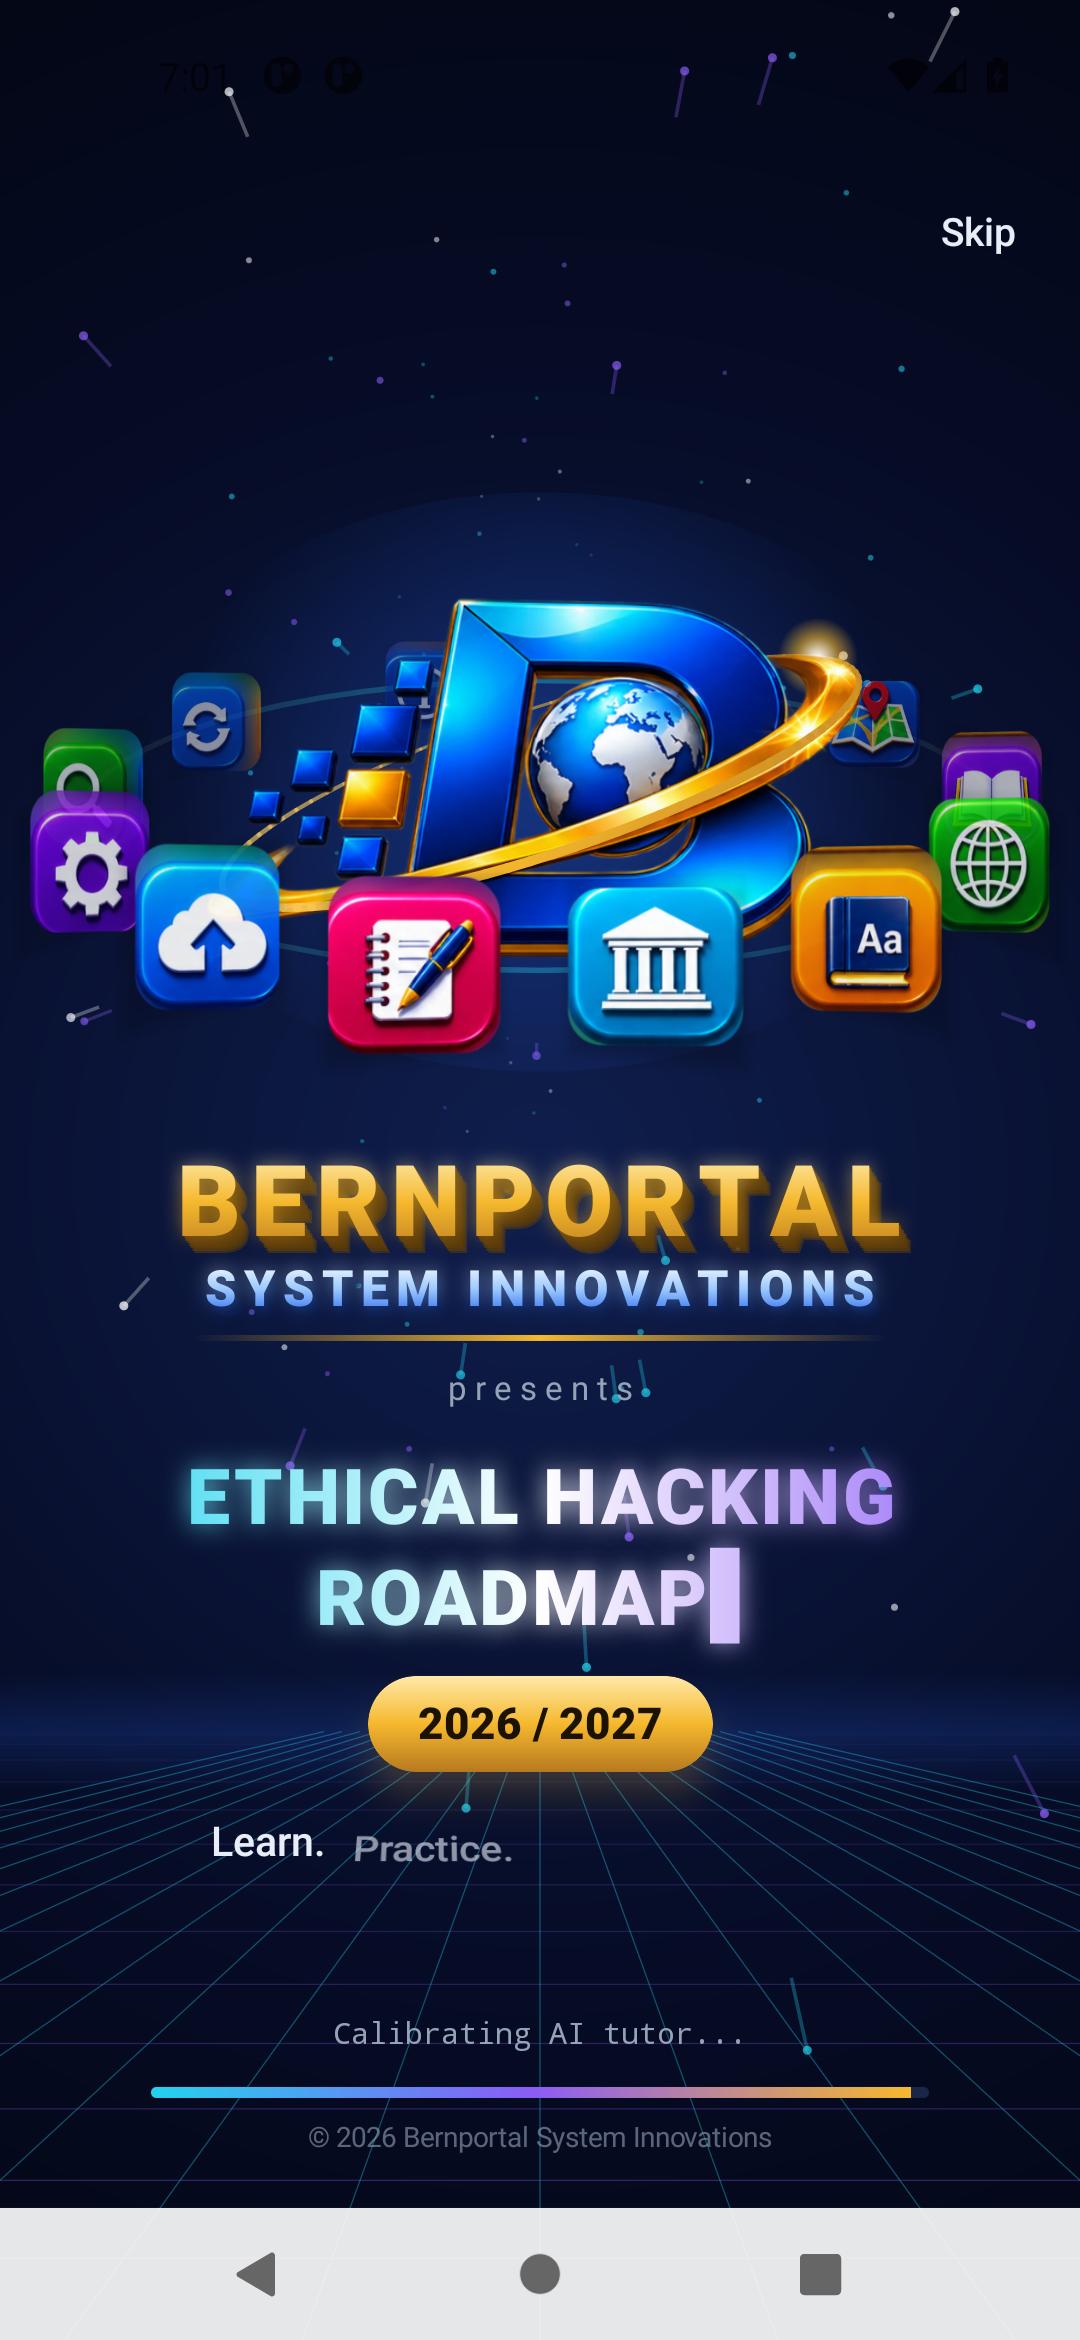 7:01
Skip
Aa
BERNPORTAL
SYSTEM INNOVATIONS
presents
ETHICAL HACKING
ROADMAP
2026 / 2027
Learn. Practice.
Calibrating AI tutor...
© 2026 Bernportal System Innovations